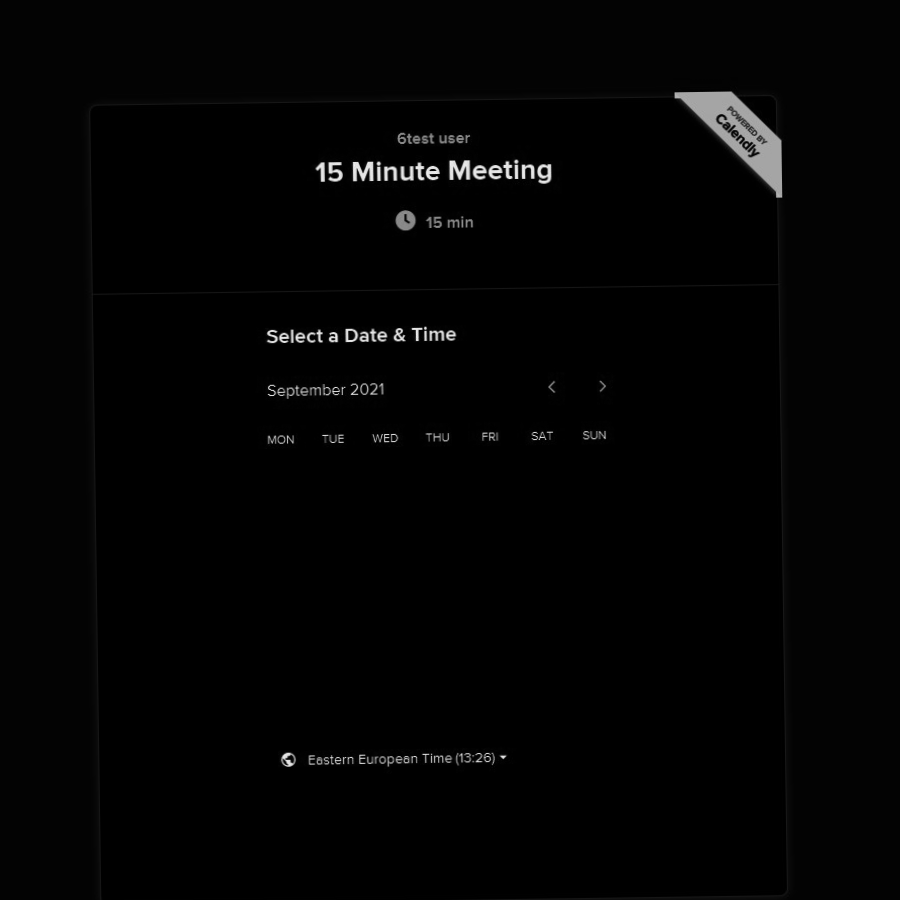 POWERED BY
Calendly
6test user
15 Minute Meeting
15 min
Select a Date & Time
September 2021
MON TUE WED THU FRI SAT SUN
Eastern European Time (13:26)